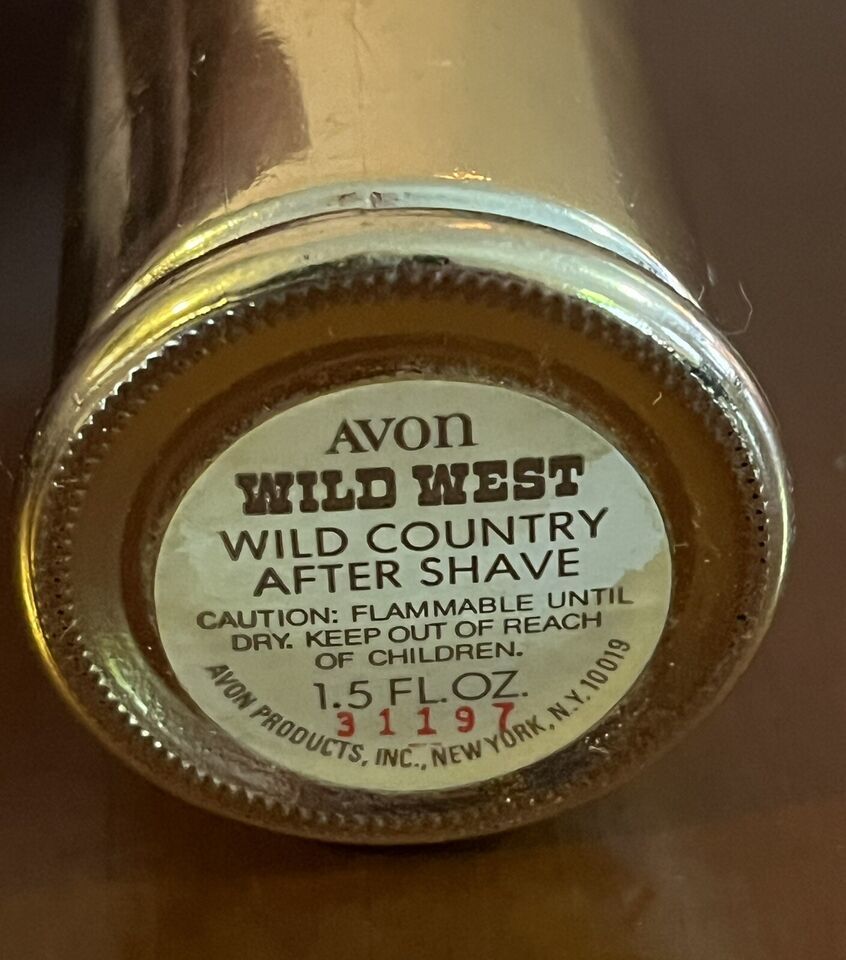 AVON
WILD WEST
WILD COUNTRY
AFTER SHAVE
CAUTION: FLAMMABLE UNTIL
DRY. KEEP OUT OF REACH
OF CHILDREN.
1.5 FL. OZ.
31197
AVON PRODUCTS, INC., NEW YORK, N.Y. 10019